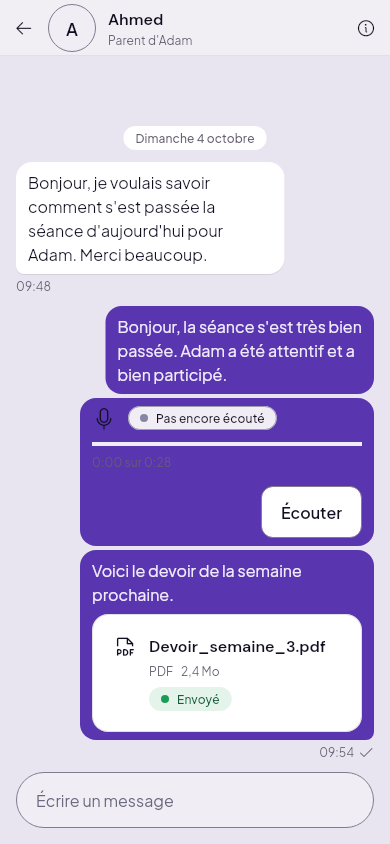 Ahmed
A
Parent d'Adam
Dimanche 4 octobre
Bonjour, je voulais savoir
comment s'est passée la
séance d'aujourd'hui pour
Adam. Merci beaucoup.
09:48
Bonjour, la séance s'est très bien
passée. Adam a été attentif et a
bien participé.
Pas encore écouté
0:00 sur 0:28
Écouter
Voici le devoir de la semaine
prochaine.
Devoir_semaine_3.pdf
PDF
PDF 2,4 Mo
Envoyé
09:54
Écrire un message